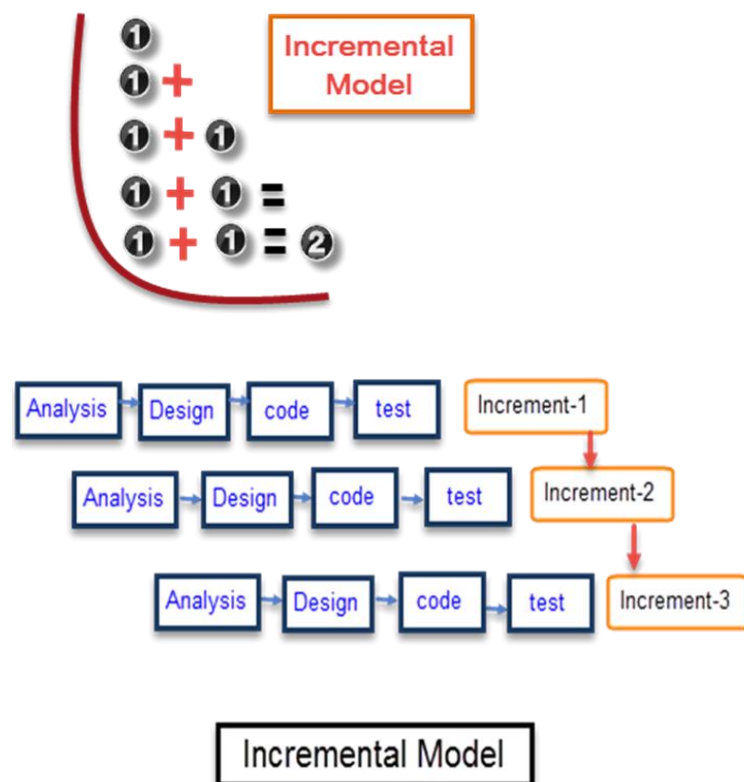 1
Incremental
Model
1 +
1 + 1
1 + 1 =
1 + 1 = 2
Analysis Design code test Increment-1
Analysis Design code test Increment-2
Analysis Design code test Increment-3
Incremental Model